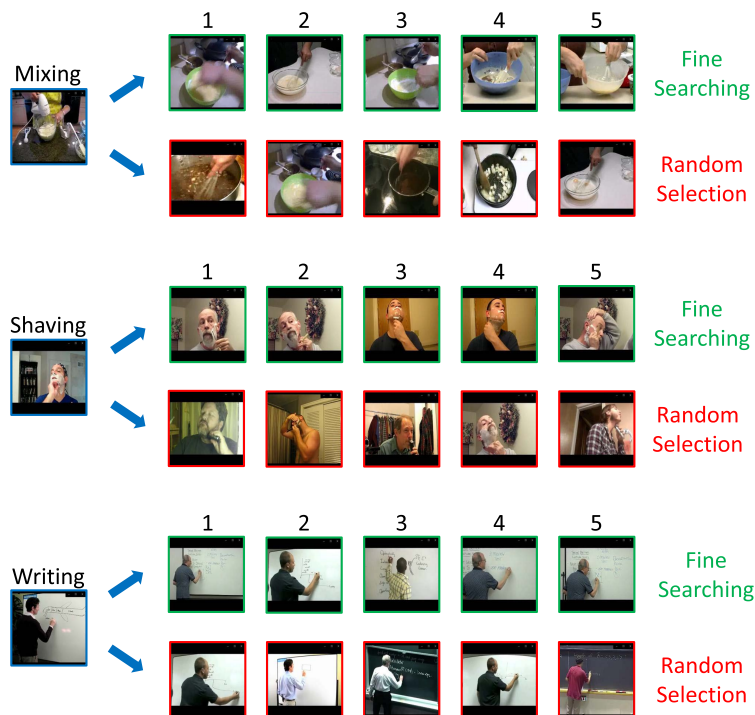 1 2 3 4 5
Mixing
Fine
Searching
Random
Selection
1 2 3 4 5
Shaving
Fine
Searching
Random
Selection
1 2 3 4 5
Writing
Fine
Searching
Random
Selection